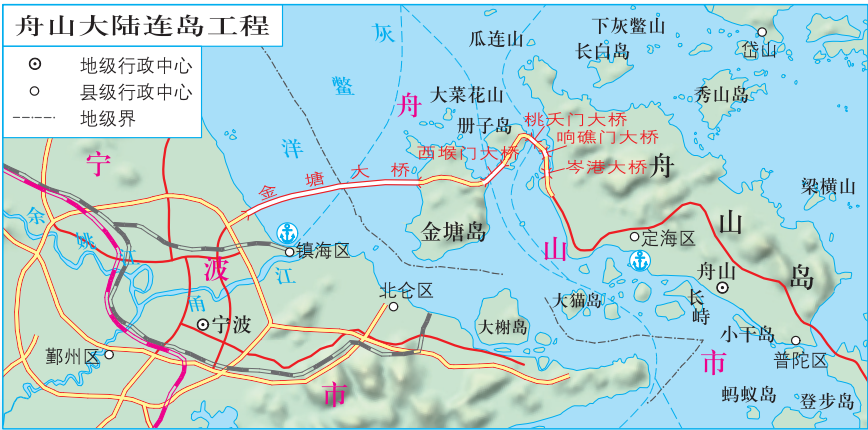 舟山大陆连岛工程
地级行政中心
县级行政中心
地级界
灰
鳖
洋
瓜连山
下灰鳖山
长白岛
岱山
秀山岛
大菜花山
舟
册子岛
桃夭门大桥
响礁门大桥
西堠门大桥
岑港大桥
宁
金塘大桥
舟
梁横山
余
姚
江
金塘岛
山
定海区
山
镇海区
波
江
甬
舟山
岛
北仑区
大猫岛
长峙
宁波
大榭岛
小干岛
鄞州区
市
普陀区
市
蚂蚁岛
登步岛